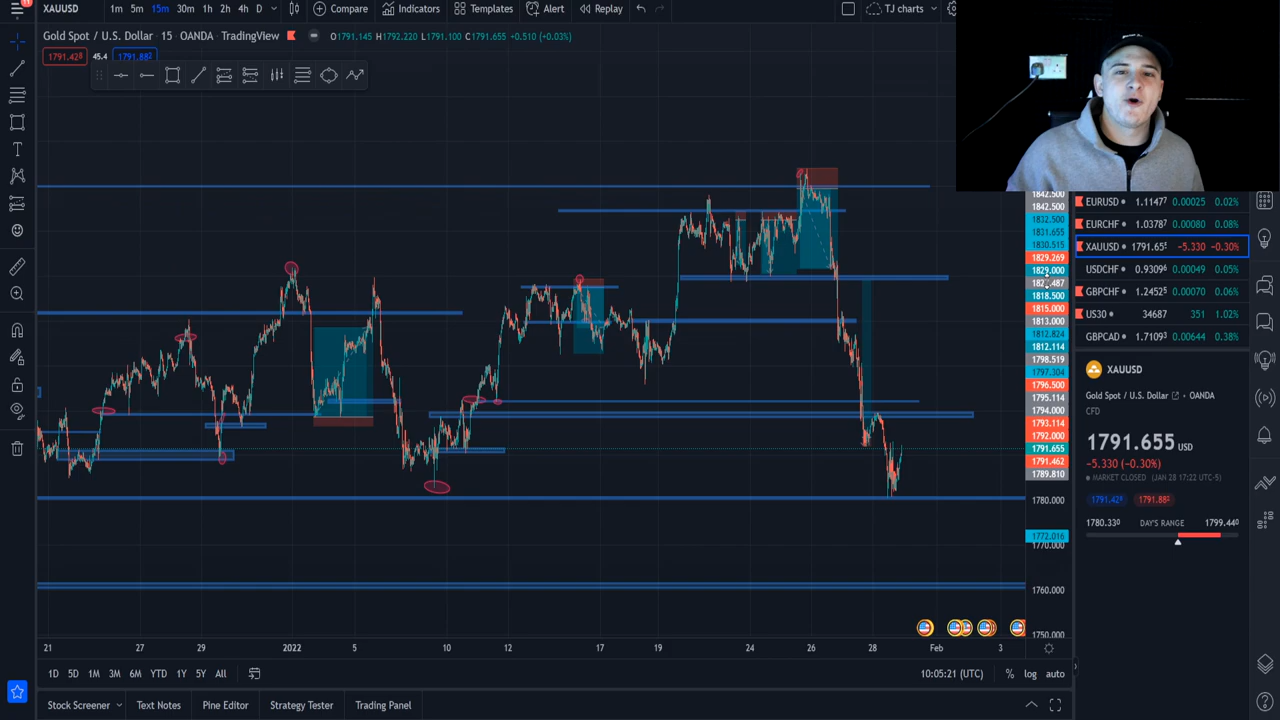 11
XAUUSD 1m 5m 15m 30m 1h 2h 4h D Compare Indicators Templates Alert Replay TJ charts
Gold Spot / U.S. Dollar • 15 • OANDA • TradingView O1791.145 H1792.220 L1791.100 C1791.655 +0.510 (+0.03%)
1791.428 45.4 1791.882
1842.500
1842.500
1832.500
1831.655
1830.515
1829.269
1829.000
1818.500
1815.000
1813.000
1812.824
1812.114
1798.519
1797.304
1796.500
1795.114
1794.000
1793.114
1792.000
1791.655
1791.462
1789.810
1780.000
1772.016
1770.000
1760.000
1750.000
EURUSD 1.11477 0.00025 0.02%
EURCHF 1.03787 0.00080 0.08%
XAUUSD 1791.655 -5.330 -0.30%
USDCHF 0.93096 0.00049 0.05%
GBPCHF 1.24525 0.00070 0.06%
US30 34687 351 1.02%
GBPCAD 1.71093 0.00644 0.38%
XAUUSD
Gold Spot / U.S. Dollar • OANDA
CFD
1791.655 USD
-5.330 (-0.30%)
MARKET CLOSED (JAN 28 17:22 UTC-5)
1791.428 1791.882
1780.330 DAY'S RANGE 1799.440
21 27 29 2022 5 10 12 17 19 24 26 28 Feb 3
1D 5D 1M 3M 6M YTD 1Y 5Y All 10:05:21 (UTC) % log auto
Stock Screener Text Notes Pine Editor Strategy Tester Trading Panel